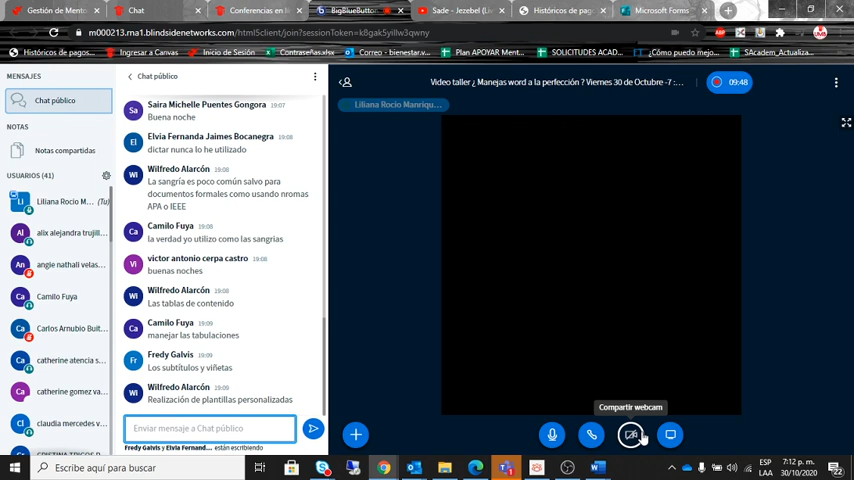 Gestión de Mento
Chat
Conferencias en lí
BigBlueButton
Sade - Jezebel (L
Históricos de pag
Microsoft Forms
m000213.rna1.blindsidenetworks.com/html5client/join?sessionToken=k8gak5yillw3qwny
Históricos de pago...
Ingresar a Canvas
Inicio de Sesión
Contraseñas.xlsx
Correo - bienestar.v...
Plan APOYAR Ment...
SOLICITUDES ACAD...
¿Cómo puedo mejo...
SAcadem_Actualiza...
MENSAJES
Chat público
NOTAS
Notas compartidas
USUARIOS (41)
Liliana Rocio M... (Tu)
alix alejandra trujill...
angie nathali velas...
Camilo Fuya
Carlos Arnubio Buit...
catherine atencia s...
catherine gomez va...
claudia mercedes v...
Chat público
Saira Michelle Puentes Gongora 19:07
Buena noche
Elvia Fernanda Jaimes Bocanegra 19:08
dictar nunca lo he utilizado
Wilfredo Alarcón 19:08
La sangría es poco común salvo para
documentos formales como usando nromas
APA o IEEE
Camilo Fuya 19:08
la verdad yo utilizo como las sangrias
victor antonio cerpa castro 19:08
buenas noches
Wilfredo Alarcón 19:08
Las tablas de contenido
Camilo Fuya 19:09
manejar las tabulaciones
Fredy Galvis 19:09
Los subtítulos y viñetas
Wilfredo Alarcón 19:09
Realización de plantillas personalizadas
Enviar mensaje a Chat público
Fredy Galvis y Elvia Fernand... están escribiendo
Video taller ¿ Manejas word a la perfección ? Viernes 30 de Octubre -7 :...
09:48
Liliana Rocio Manriqu...
Compartir webcam
Escribe aquí para buscar
ESP
LAA
7:12 p. m.
30/10/2020
22